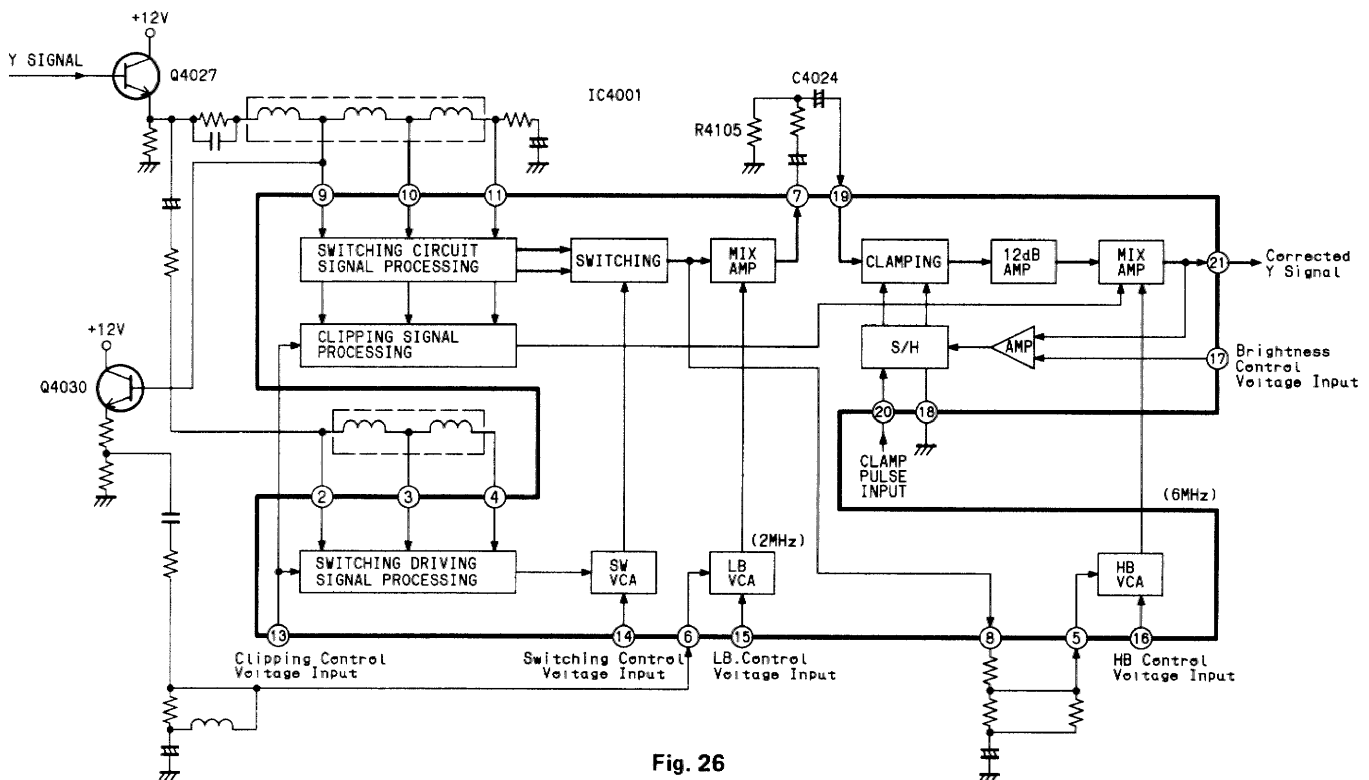 +12V
Y SIGNAL
Q4027
IC4001
C4024
R4105
9
10
11
7
19
SWITCHING CIRCUIT
SIGNAL PROCESSING
SWITCHING
MIX
AMP
CLAMPING
12dB
AMP
MIX
AMP
21
Corrected
Y Signal
+12V
CLIPPING SIGNAL
PROCESSING
S/H
AMP
17
Brightness
Control
Voltage Input
Q4030
20
18
CLAMP
PULSE
INPUT
2
3
4
(6MHz)
(2MHz)
SWITCHING DRIVING
SIGNAL PROCESSING
SW
VCA
LB
VCA
HB
VCA
13
14
6
15
8
5
16
Clipping Control
Voltage Input
Switching Control
Voltage Input
LB.Control
Voltage Input
HB Control
Voltage Input
Fig. 26